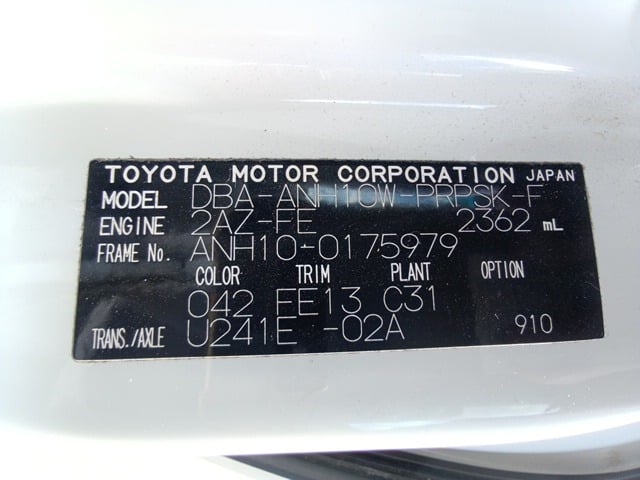 TOYOTA MOTOR CORPORATION JAPAN
MODEL DBA-ANH10W-PRPSK-F
ENGINE 2AZ-FE 2362 mL
FRAME No. ANH10-0175979
COLOR TRIM PLANT OPTION
042 FE13 C31
TRANS./AXLE U241E -02A 910